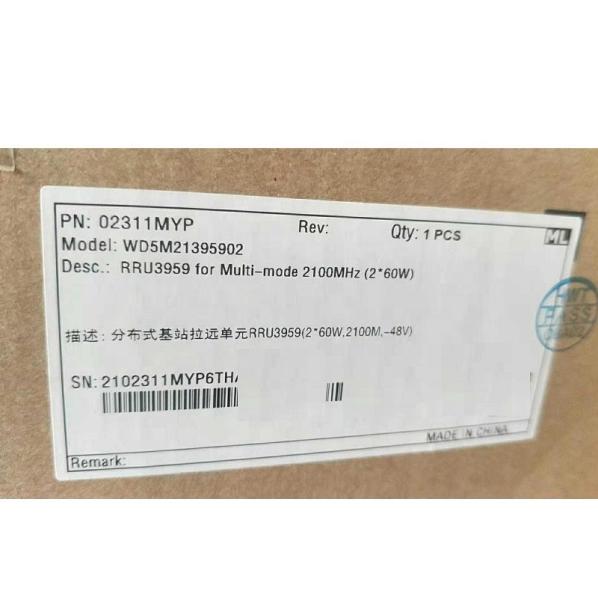 PN: 02311MYP Rev: Qty: 1 PCS ML
Model: WD5M21395902
Desc.: RRU3959 for Multi-mode 2100MHz (2*60W)
描述: 分布式基站拉远单元RRU3959(2*60W,2100M,-48V)
SN: 2102311MYP6TH
MADE IN CHINA
Remark: